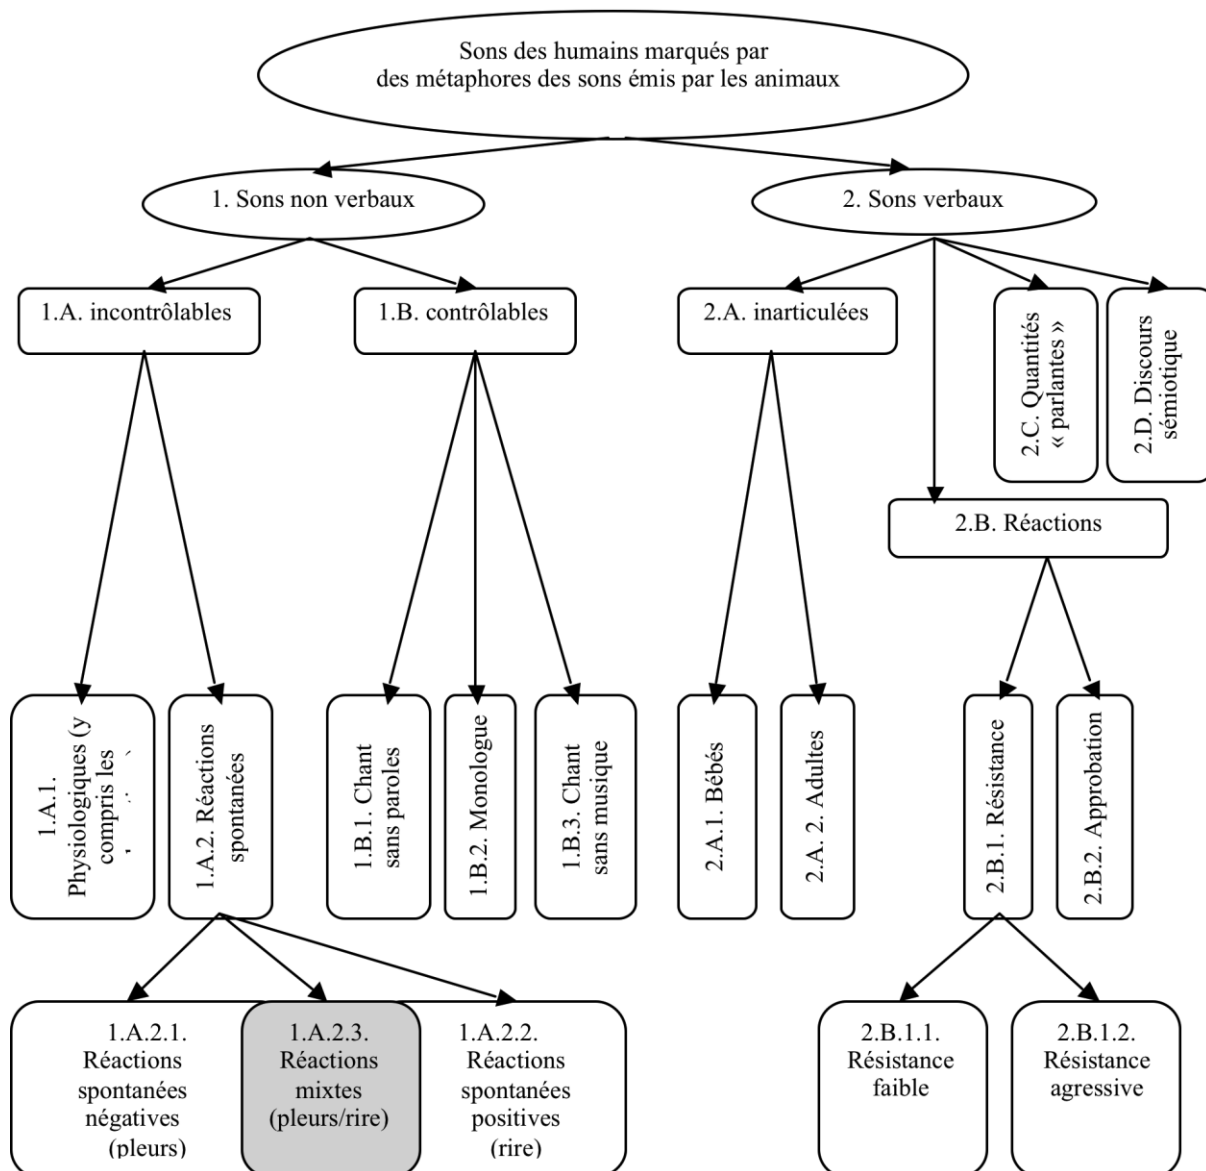 Sons des humains marqués par
des métaphores des sons émis par les animaux
1. Sons non verbaux
2. Sons verbaux
1.A. incontrôlables
1.B. contrôlables
2.A. inarticulées
2.C. Quantités
« parlantes »
2.D. Discours
sémiotique
2.B. Réactions
1.A.1.
Physiologiques (y
compris les
1.A.2. Réactions
spontanées
1.B.1. Chant
sans paroles
1.B.2. Monologue
1.B.3. Chant
sans musique
2.A.1. Bébés
2.A. 2. Adultes
2.B.1. Résistance
2.B.2. Approbation
1.A.2.1.
Réactions
spontanées
négatives
(pleurs)
1.A.2.3.
Réactions
mixtes
(pleurs/rire)
1.A.2.2.
Réactions
spontanées
positives
(rire)
2.B.1.1.
Résistance
faible
2.B.1.2.
Résistance
agressive